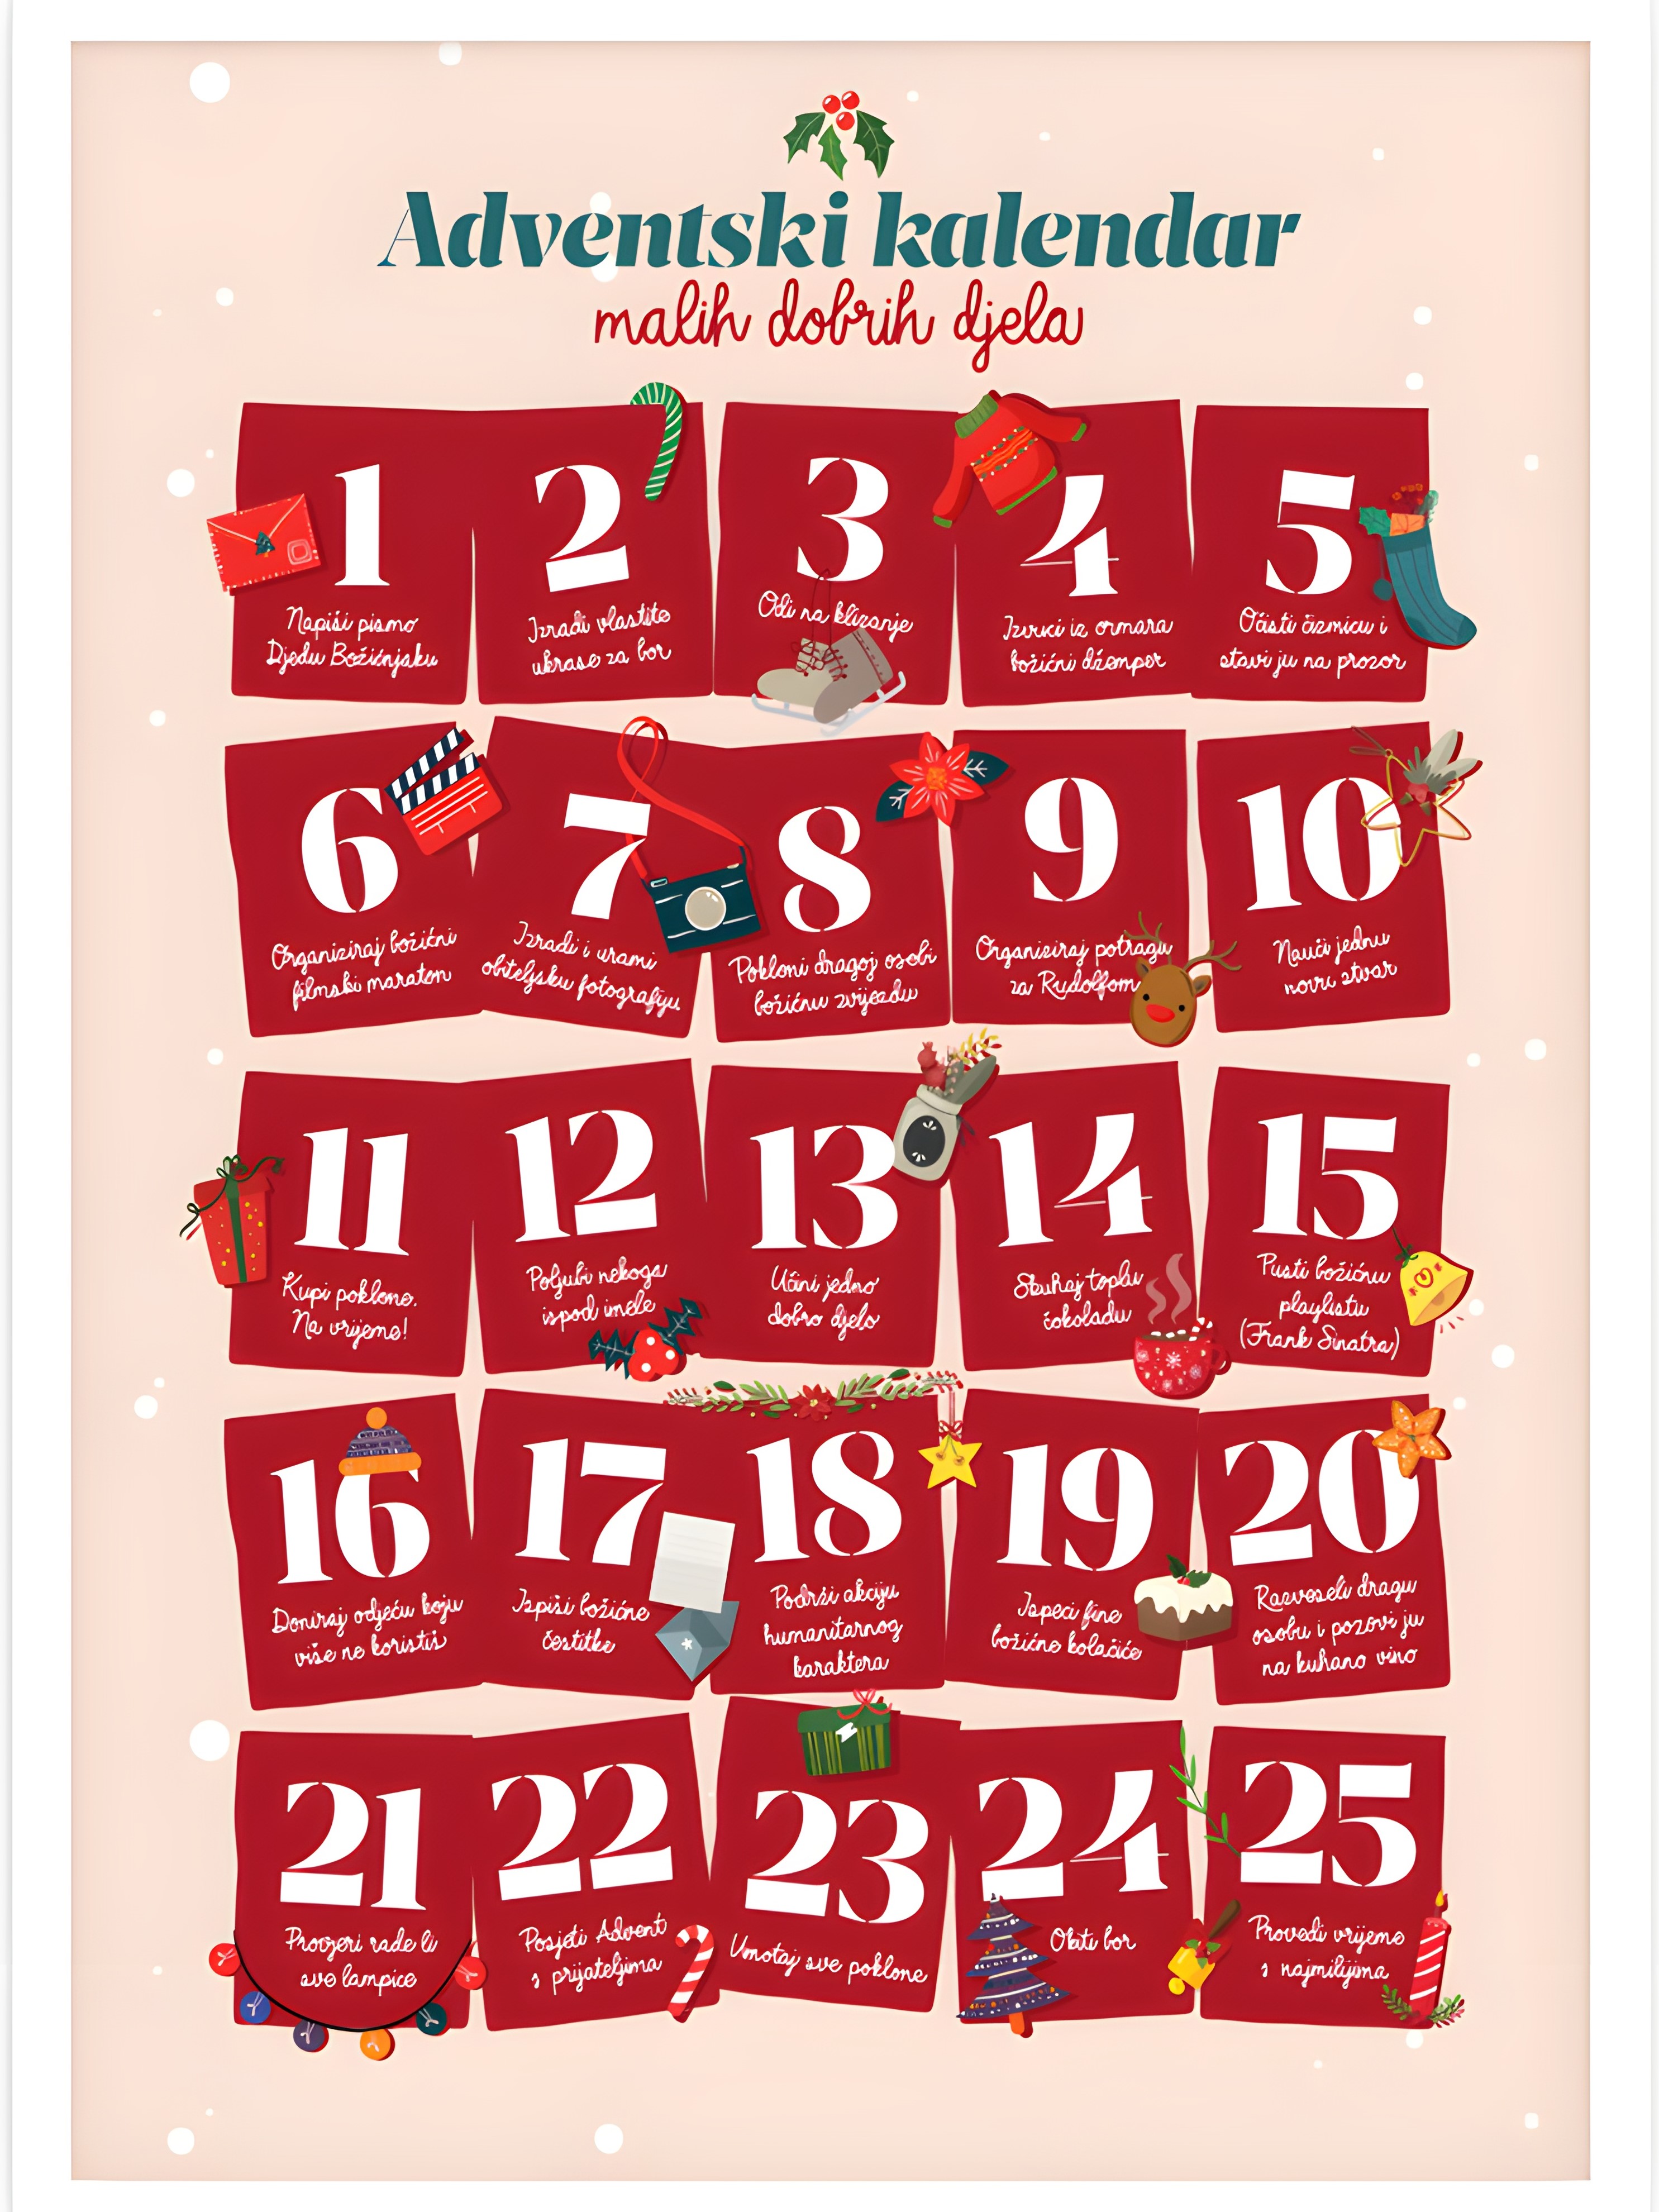 Adventski kalendar
malih dobrih djela
1
Napiši pismo
Djedu Božićnjaku
2
Izradi vlastite
ukrase za bor
3
Odi na klizanje
4
Izvuci iz ormara
božićni džemper
5
Očisti čizmicu i
stavi ju na prozor
6
Organiziraj božićni
filmski maraton
7
Izradi i urami
obiteljsku fotografiju
8
Pokloni dragoj osobi
božićnu zvijezdu
9
Organiziraj potragu
za Rudolfom
10
Nauči jednu
novu stvar
11
Kupi poklone.
Na vrijeme!
12
Poljubi nekoga
ispod imele
13
Učini jedno
dobro djelo
14
Skuhaj toplu
čokoladu
15
Pusti božićnu
playlistu
(Frank Sinatra)
16
Doniraj odjeću koju
više ne koristiš
17
Ispiši božićne
čestitke
18
Podrži akciju
humanitarnog
karaktera
19
Ispeci fine
božićne kolačiće
20
Razveseli dragu
osobu i pozovi ju
na kuhano vino
21
Provjeri rade li
sve lampice
22
Posjeti Advent
s prijateljima
23
Umotaj sve poklone
24
Okiti bor
25
Provedi vrijeme
s najmilijima